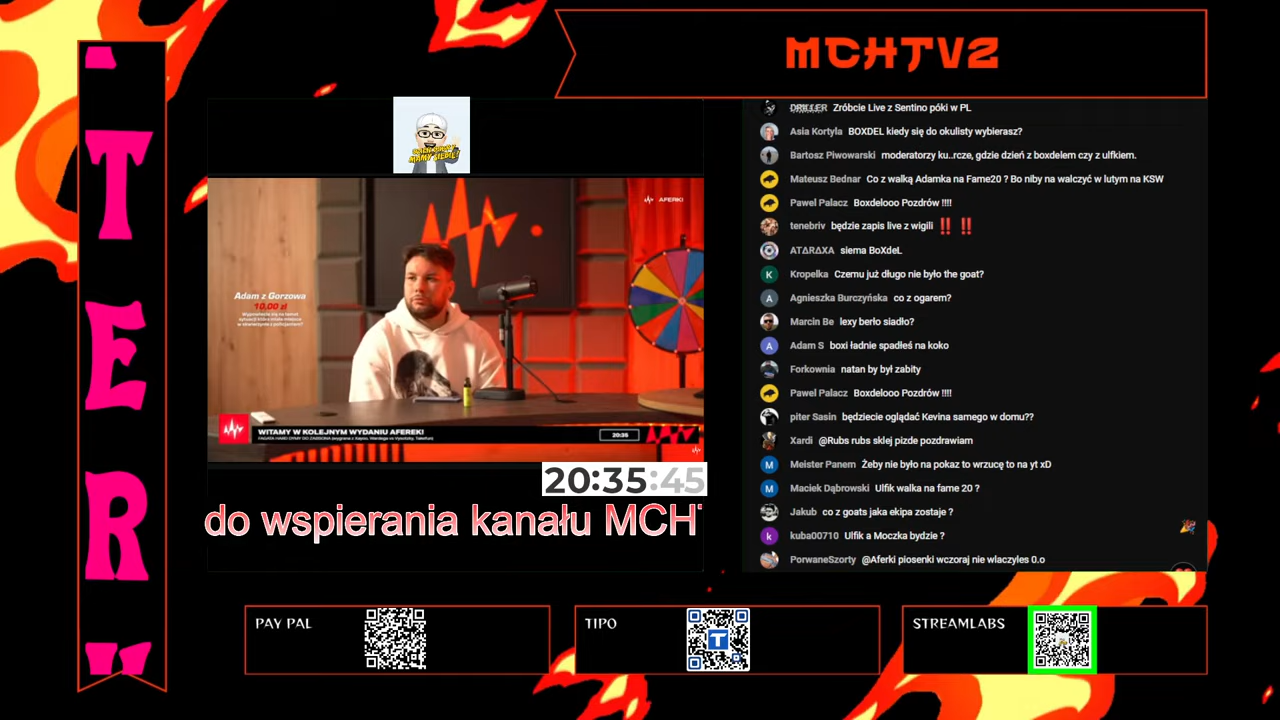 MCHTV2
T
E
R
DRILLER Zróbcie Live z Sentino póki w PL
Asia Kortyla BOXDEL kiedy się do okulisty wybierasz?
Bartosz Piwowarski moderatorzy ku..rcze, gdzie dzień z boxdelem czy z ulfkiem.
Mateusz Bednar Co z walką Adamka na Fame20 ? Bo niby na walczyć w lutym na KSW
Paweł Palacz Boxdelooo Pozdrów !!!!
tenebriv będzie zapis live z wigili ‼️ ‼️
ATΔRΔXA siema BoXdeL
Kropelka Czemu już długo nie było the goat?
Agnieszka Burczyńska co z ogarem?
Marcin Be lexy berło siadło?
Adam S boxi ładnie spadłeś na koko
Forkownia natan by był zabity
Paweł Palacz Boxdelooo Pozdrów !!!!
piter Sasin będziecie oglądać Kevina samego w domu??
Xardi @Rubs rubs sklej pizde pozdrawiam
Meister Panem Żeby nie było na pokaz to wrzucę to na yt xD
Maciek Dąbrowski Ulfik walka na fame 20 ?
Jakub co z goats jaka ekipa zostaje ?
kuba00710 Ulfik a Moczka bydzie ?
PorwaneSzorty @Aferki piosenki wczoraj nie wlaczyles 0.o
MAMY CIEBIE!
AFERKI
Adam z Gorzowa
10,00 zł
WITAMY W KOLEJNYM WYDANIU AFEREK!
20:35
20:35:45
do wspierania kanału MCH
PAY PAL
TIPO
T
STREAMLABS